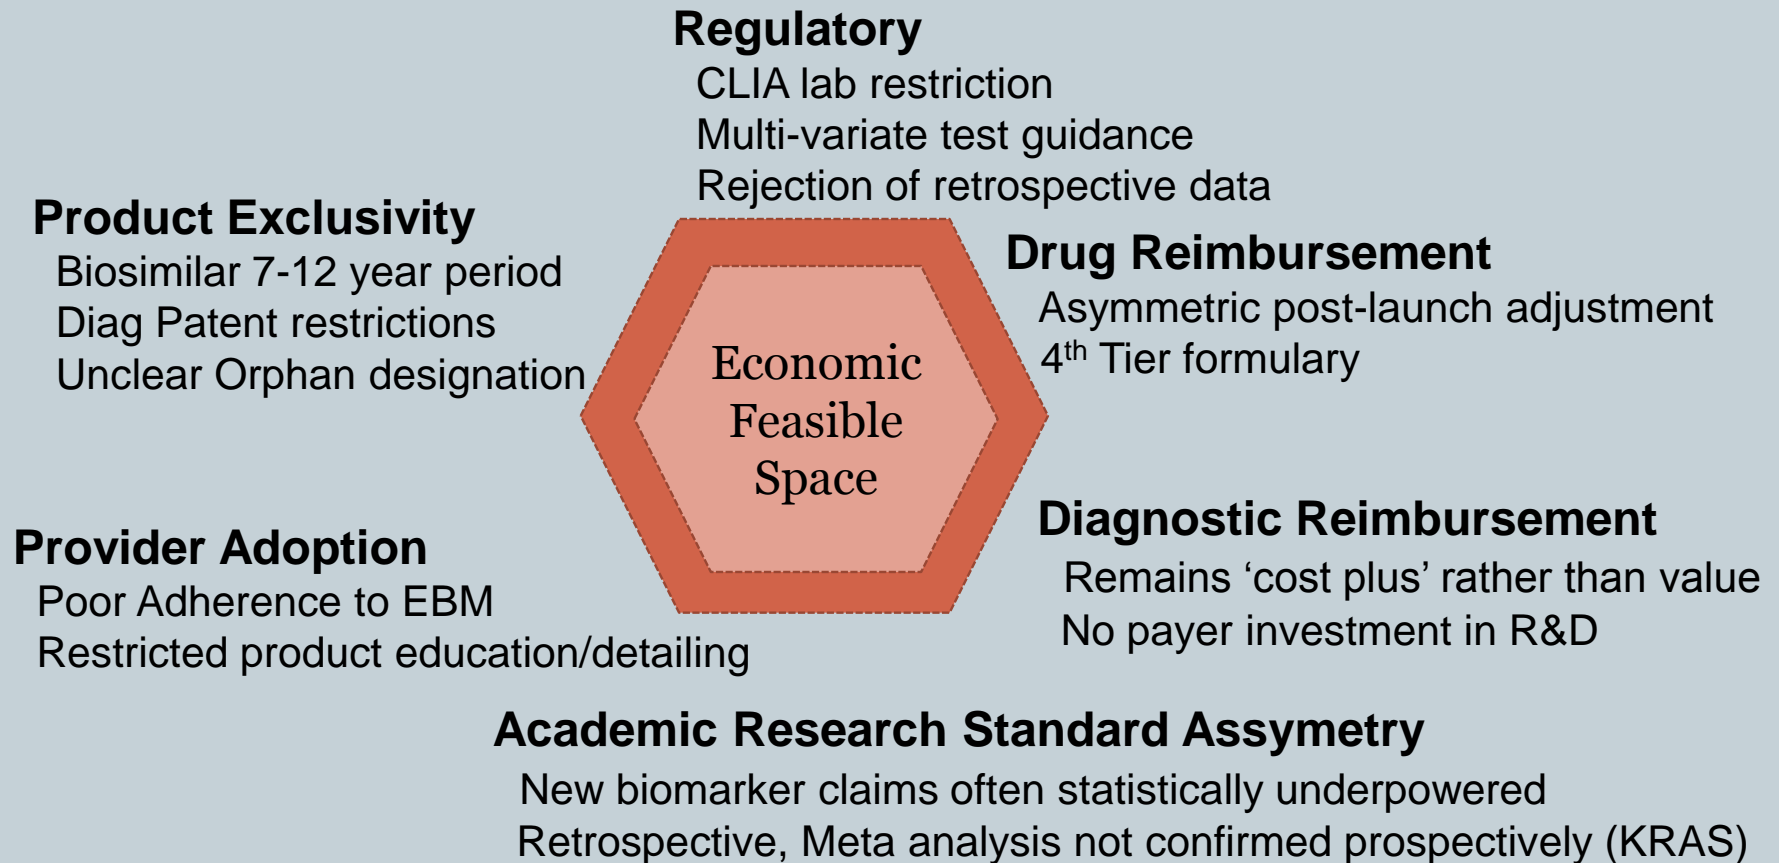 Regulatory
CLIA lab restriction
Multi-variate test guidance
Rejection of retrospective data
Product Exclusivity
Biosimilar 7-12 year period
Diag Patent restrictions
Unclear Orphan designation
Drug Reimbursement
Asymmetric post-launch adjustment
4th Tier formulary
Economic
Feasible
Space
Provider Adoption
Poor Adherence to EBM
Restricted product education/detailing
Diagnostic Reimbursement
Remains ‘cost plus’ rather than value
No payer investment in R&D
Academic Research Standard Assymetry
New biomarker claims often statistically underpowered
Retrospective, Meta analysis not confirmed prospectively (KRAS)